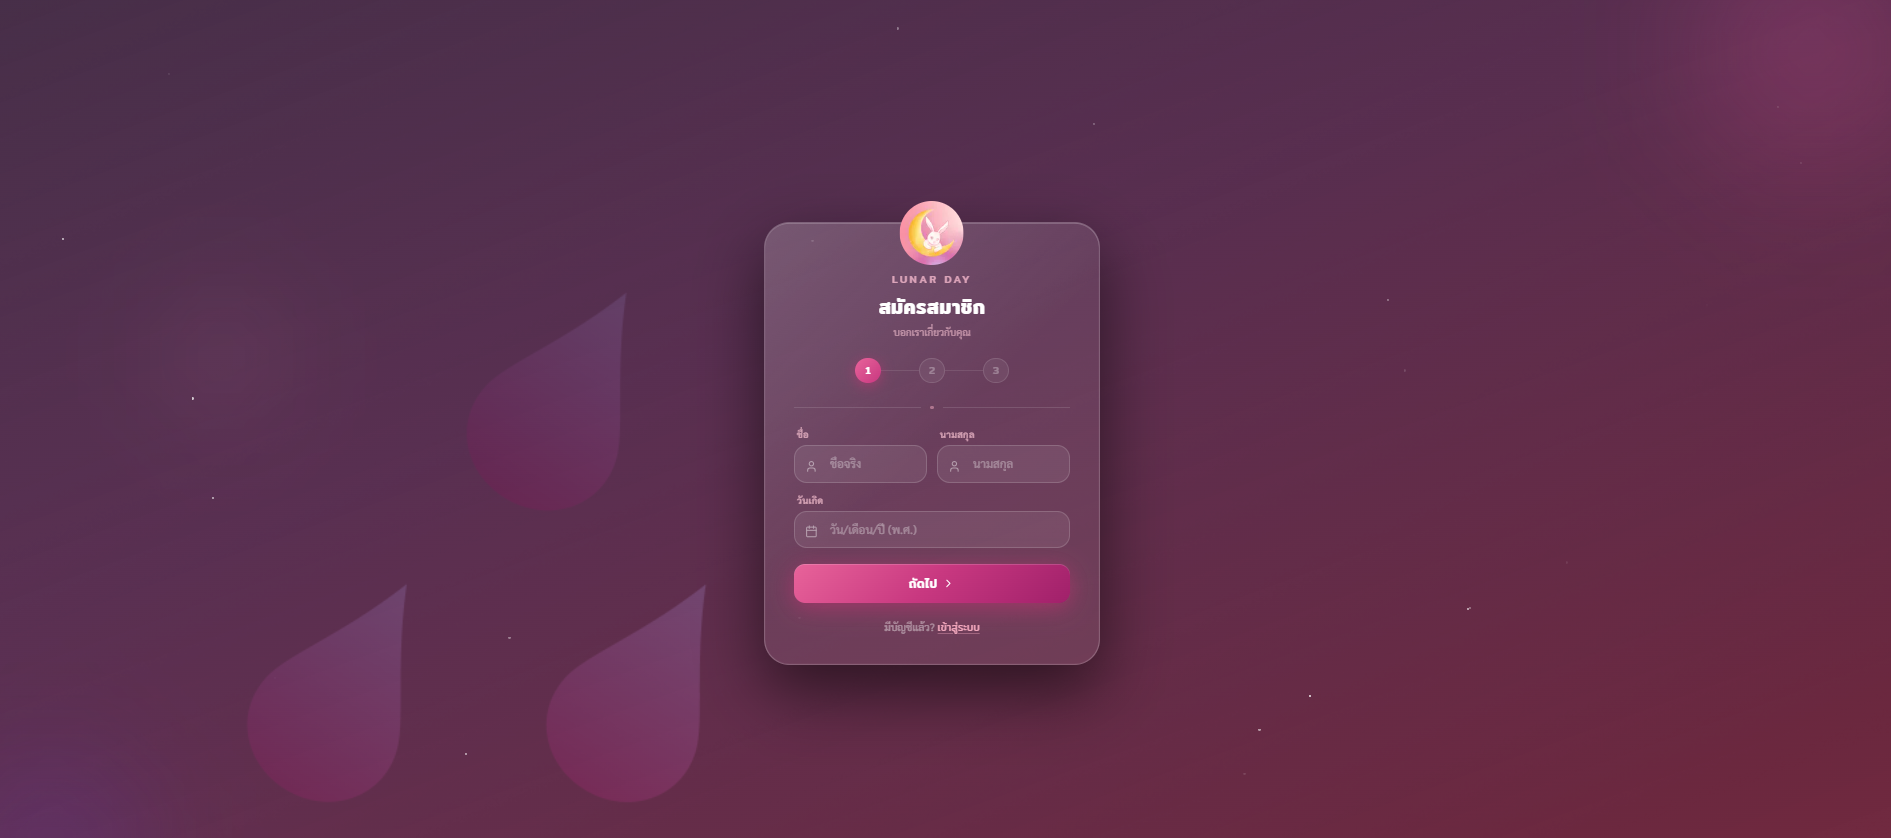 LUNAR DAY
สมัครสมาชิก
บอกเราเกี่ยวกับคุณ
1 2 3
ชื่อ นามสกุล
ชื่อจริง นามสกุล
วันเกิด
วัน/เดือน/ปี (พ.ศ.)
ถัดไป
มีบัญชีแล้ว? เข้าสู่ระบบ